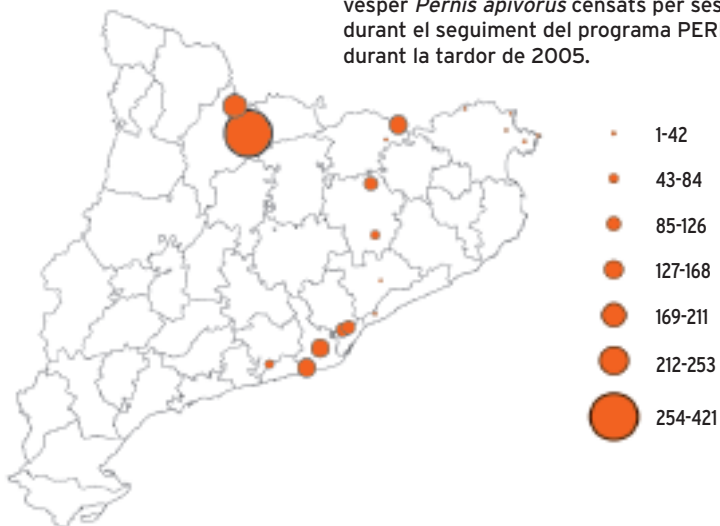 vesper Pernis apivorus censats per ses
durant el seguiment del programa PER
durant la tardor de 2005.
1-42
43-84
85-126
127-168
169-211
212-253
254-421